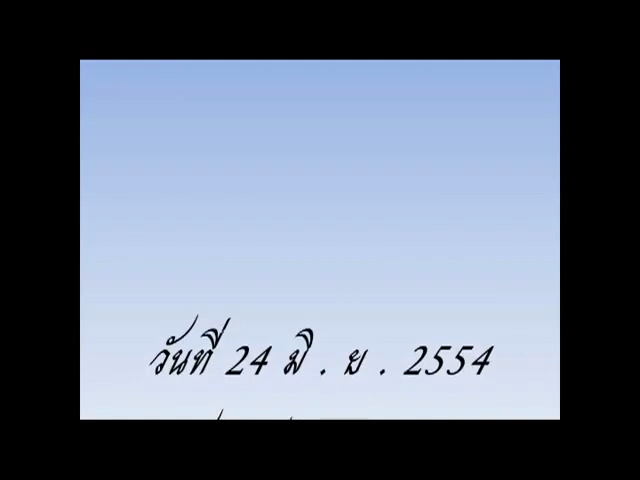 วันที่ 24 มิ . ย . 2554